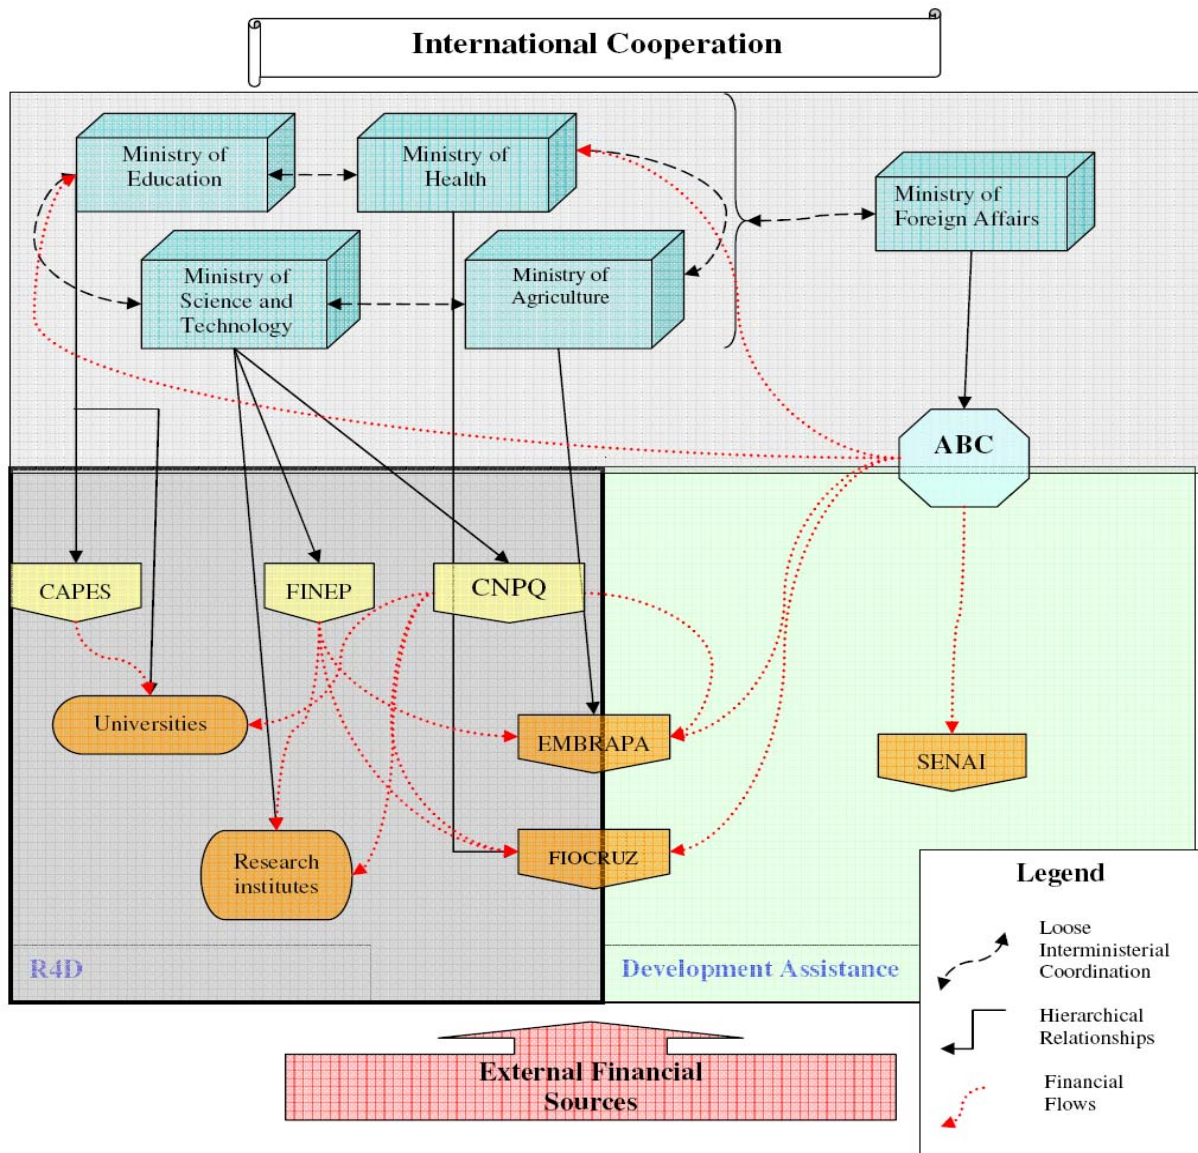 International Cooperation
Ministry of
Education
Ministry of
Health
Ministry of
Foreign Affairs
Ministry of
Science and
Technology
Ministry of
Agriculture
ABC
CAPES
FINEP
CNPQ
Universities
EMBRAPA
SENAI
Research
institutes
FIOCRUZ
R4D
Development Assistance
Legend
Loose
Interministerial
Coordination
Hierarchical
Relationships
Financial
Flows
External Financial
Sources